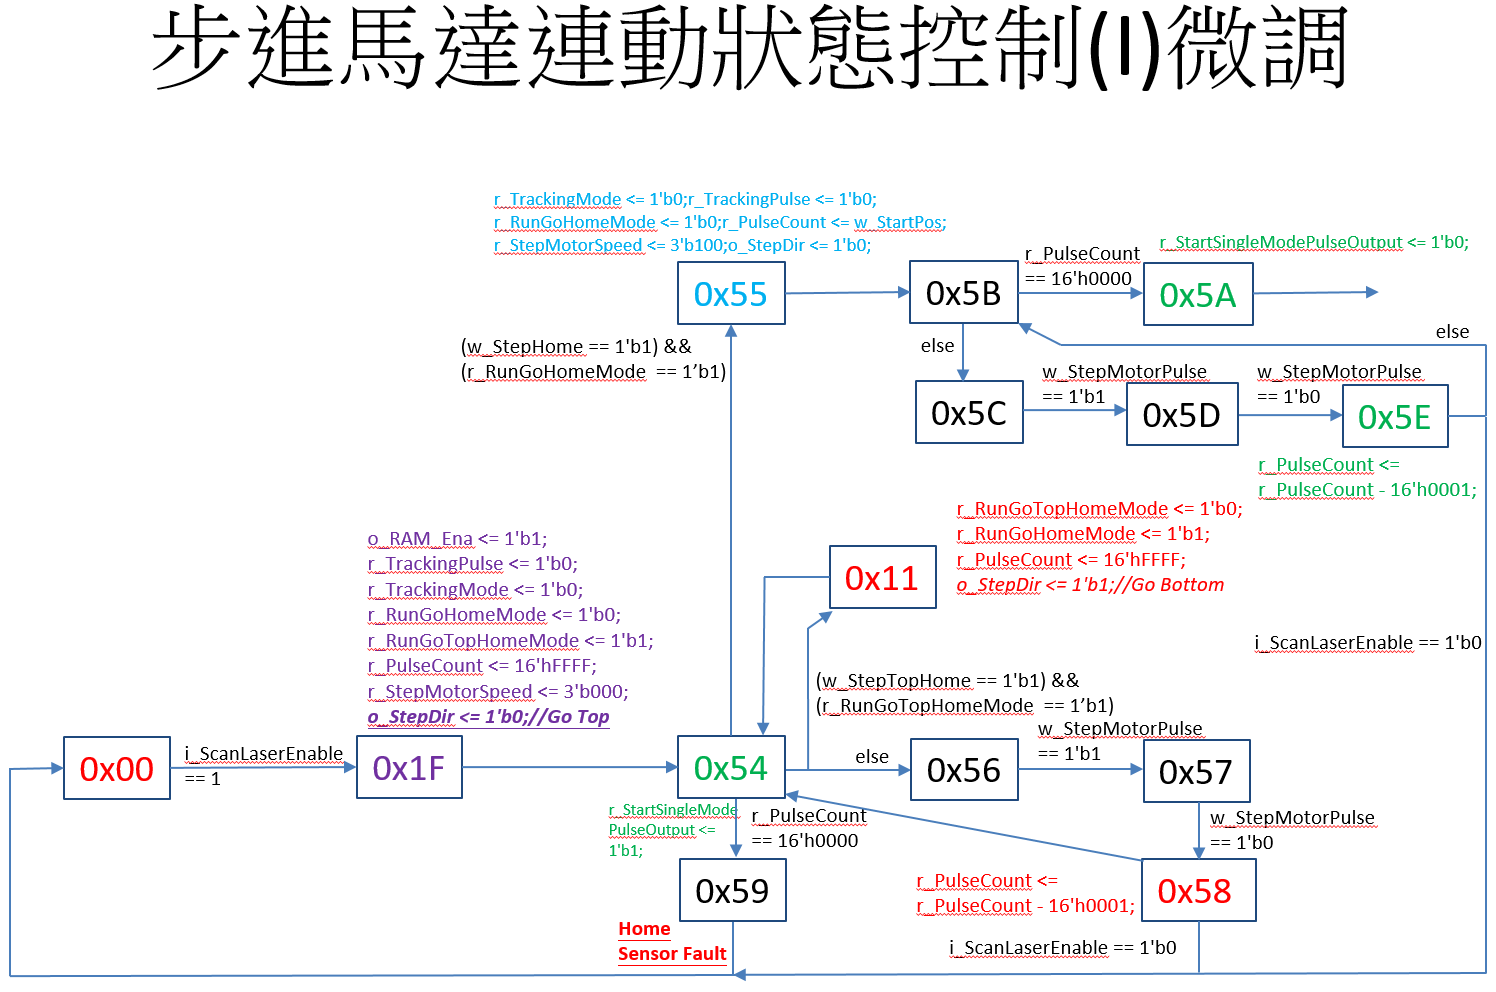 步進馬達連動狀態控制(I)微調
r_TrackingMode <= 1'b0;r_TrackingPulse <= 1'b0;
r_RunGoHomeMode <= 1'b0;r_PulseCount <= w_StartPos;
r_StepMotorSpeed <= 3'b100;o_StepDir <= 1'b0;
0x55
0x5B
r_PulseCount
== 16'h0000
r_StartSingleModePulseOutput <= 1'b0;
0x5A
else
(w_StepHome == 1'b1) &&
(r_RunGoHomeMode  == 1’b1)
else
0x5C
w_StepMotorPulse
== 1'b1
0x5D
w_StepMotorPulse
== 1'b0
0x5E
r_PulseCount <=
r_PulseCount - 16'h0001;
r_RunGoTopHomeMode <= 1'b0;
r_RunGoHomeMode <= 1'b1;
r_PulseCount <= 16'hFFFF;
o_StepDir <= 1'b1;//Go Bottom
0x11
o_RAM_Ena <= 1'b1;
r_TrackingPulse <= 1'b0;
r_TrackingMode <= 1'b0;
r_RunGoHomeMode <= 1'b0;
r_RunGoTopHomeMode <= 1'b1;
r_PulseCount <= 16'hFFFF;
r_StepMotorSpeed <= 3'b000;
o_StepDir <= 1'b0;//Go Top
i_ScanLaserEnable == 1'b0
(w_StepTopHome == 1'b1) &&
(r_RunGoTopHomeMode  == 1’b1)
0x00
i_ScanLaserEnable
== 1
0x1F
0x54
else
0x56
w_StepMotorPulse
== 1'b1
0x57
r_StartSingleMode
PulseOutput <=
1'b1;
r_PulseCount
== 16'h0000
w_StepMotorPulse
== 1'b0
0x59
r_PulseCount <=
r_PulseCount - 16'h0001;
0x58
Home
Sensor Fault
i_ScanLaserEnable == 1'b0